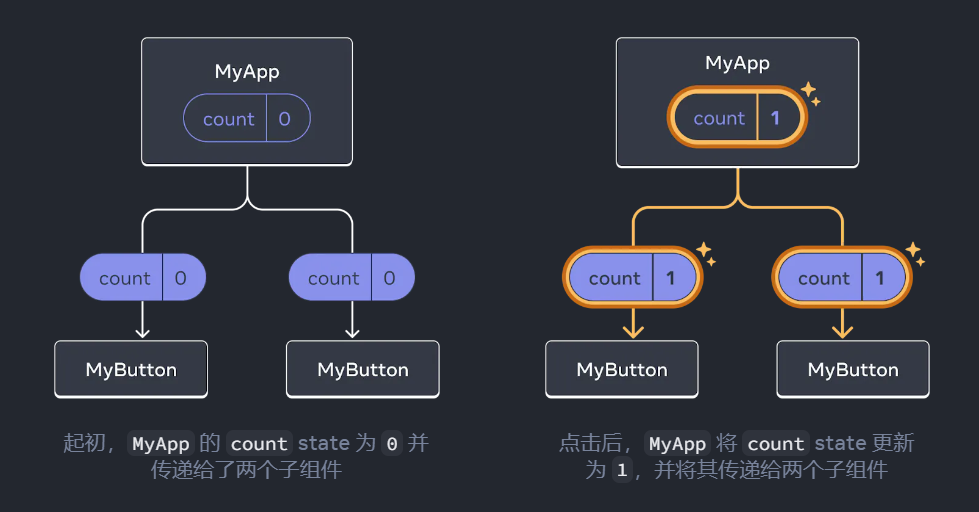 MyApp
count 0
count 0
count 0
MyButton
MyButton
起初，MyApp 的 count state 为 0 并
传递给了两个子组件
MyApp
count 1
count 1
count 1
MyButton
MyButton
点击后，MyApp 将 count state 更新
为 1，并将其传递给两个子组件